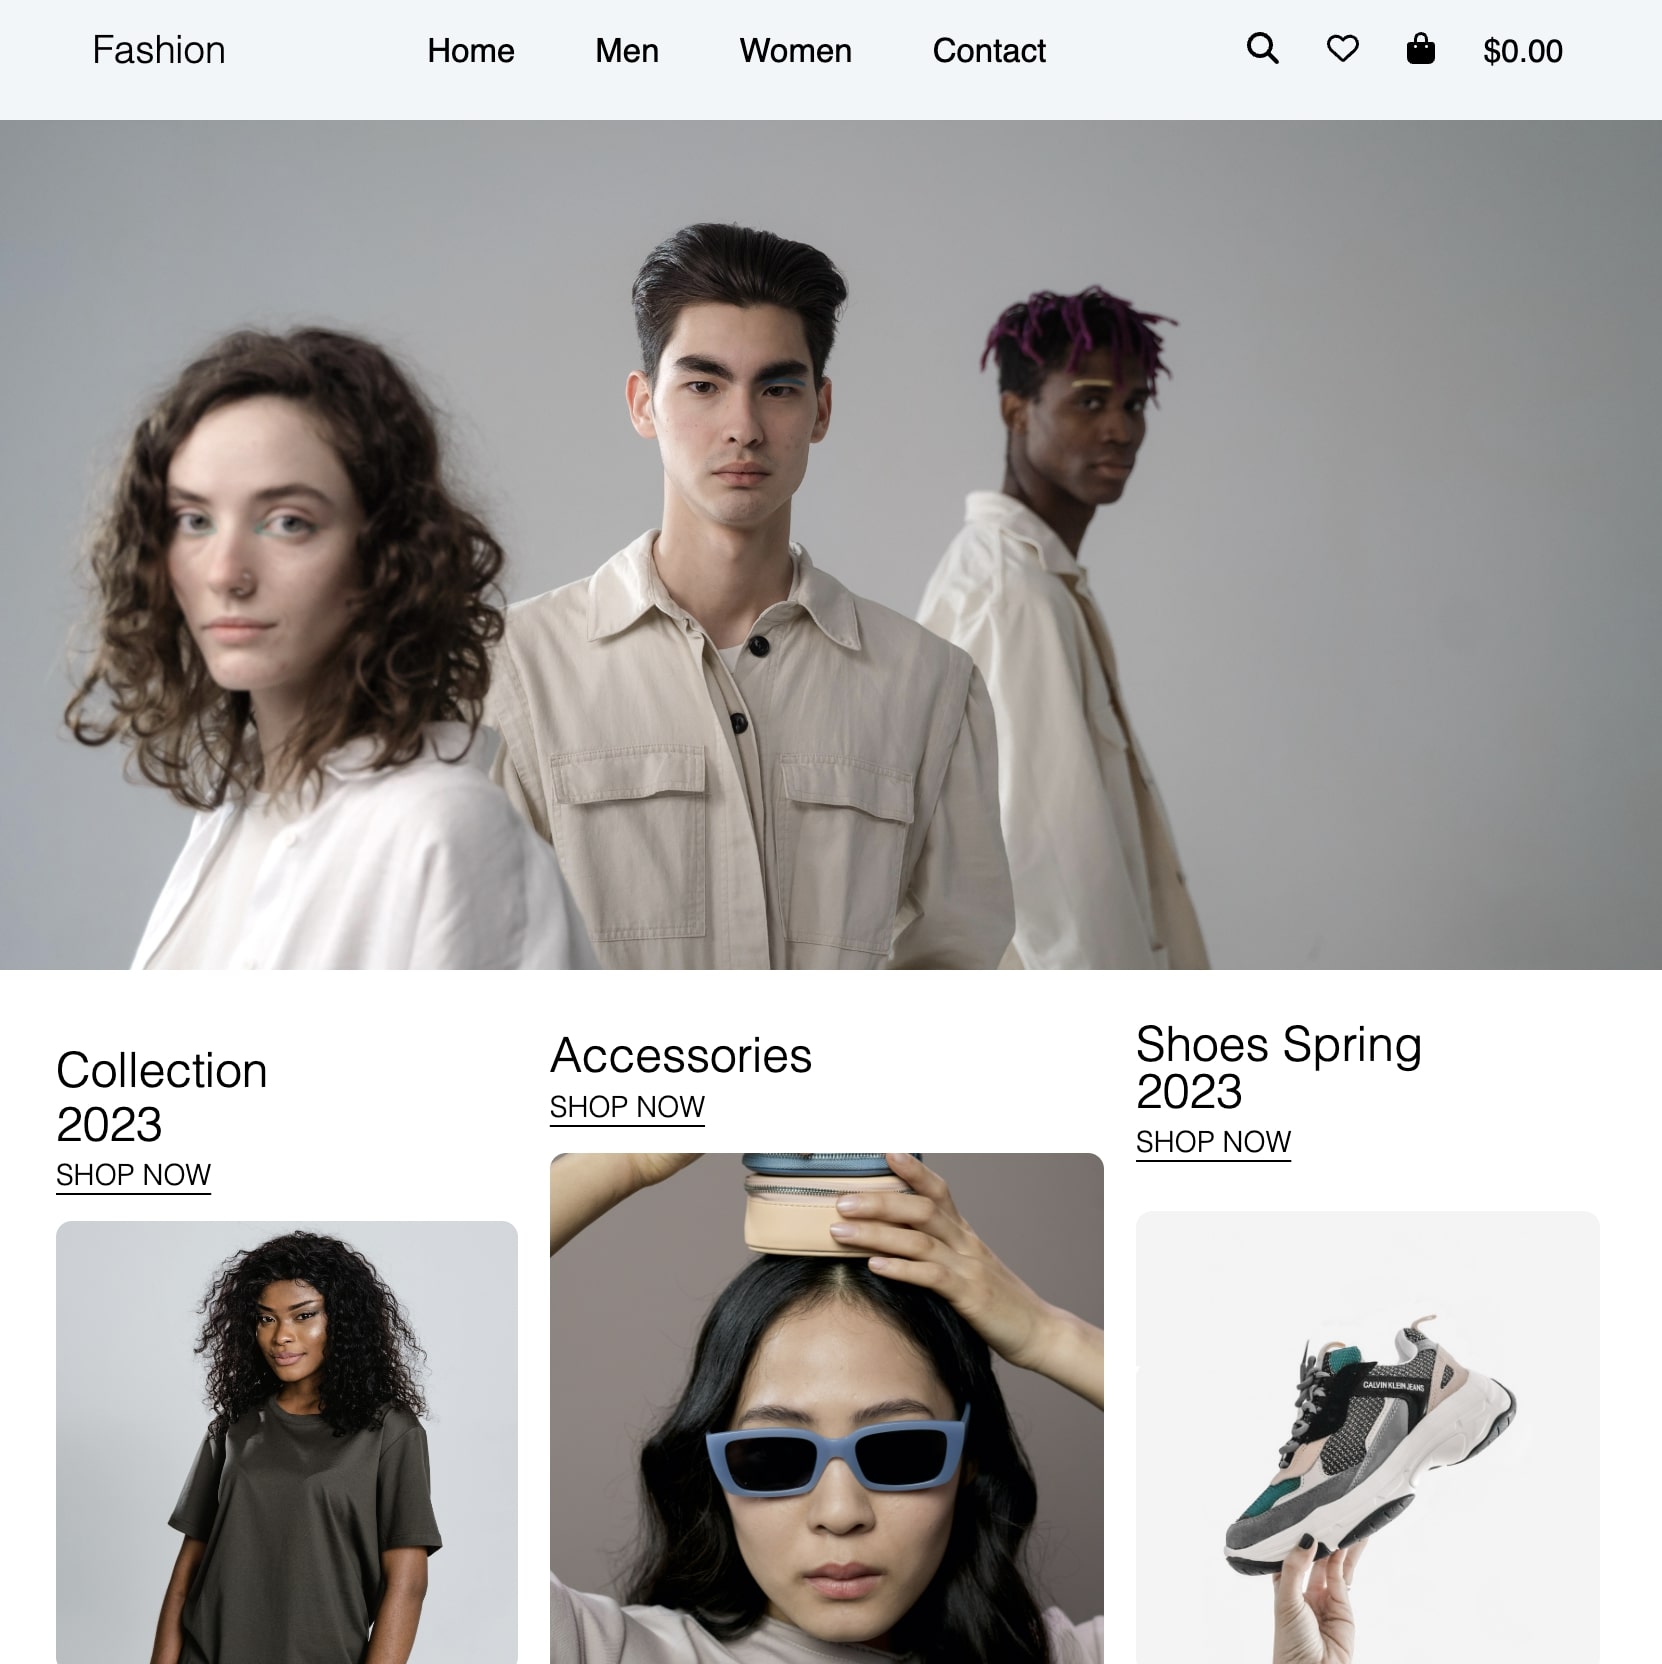 Fashion Home Men Women Contact $0.00
Collection
2023
SHOP NOW
Accessories
SHOP NOW
Shoes Spring
2023
SHOP NOW
CALVIN KLEIN JEANS